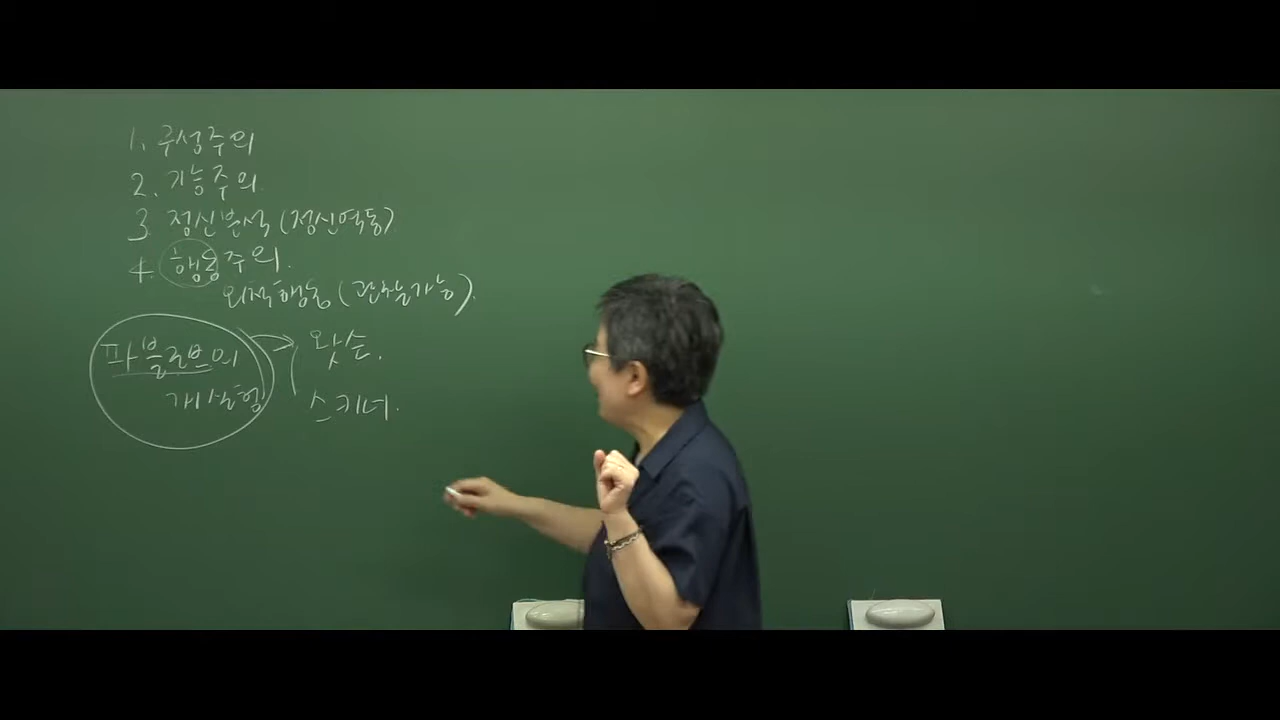 1.구성주의
2. 기능주의
3 정신분석 (정신역동)
4. 행동주의.
외적행동 (관찰가능).
파블로브의 → 왓슨.
개실험 스키너.